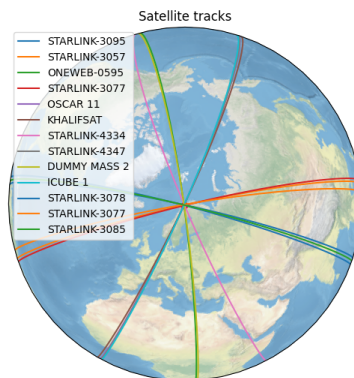 Satellite tracks
STARLINK-3095
STARLINK-3057
ONEWEB-0595
STARLINK-3077
OSCAR 11
KHALIFSAT
STARLINK-4334
STARLINK-4347
DUMMY MASS 2
ICUBE 1
STARLINK-3078
STARLINK-3077
STARLINK-3085